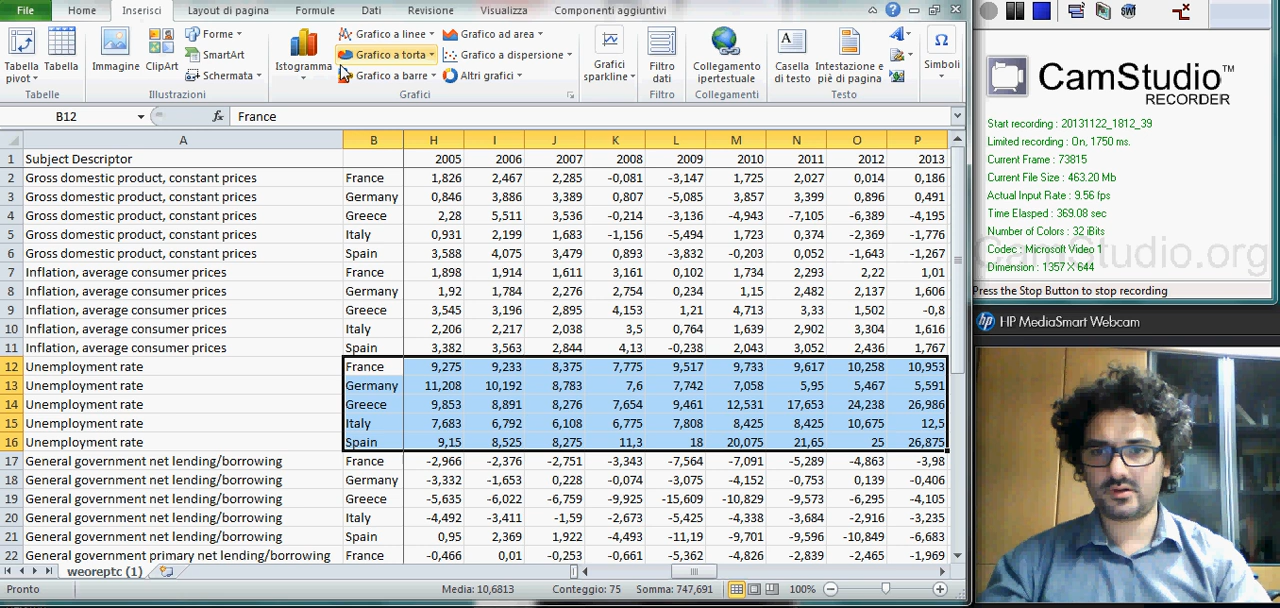 File Home Inserisci Layout di pagina Formule Dati Revisione Visualizza Componenti aggiuntivi
Tabella pivot Tabella Immagine ClipArt Forme SmartArt Schermata Istogramma Grafico a linee Grafico a torta Grafico a barre Grafico ad area Grafico a dispersione Altri grafici Grafici sparkline Filtro dati Collegamento ipertestuale Casella di testo Intestazione e piè di pagina Simboli
Tabelle Illustrazioni Grafici Filtro Collegamenti Testo
B12 fx France
A B H I J K L M N O P
1 Subject Descriptor 2005 2006 2007 2008 2009 2010 2011 2012 2013
2 Gross domestic product, constant prices France 1,826 2,467 2,285 -0,081 -3,147 1,725 2,027 0,014 0,186
3 Gross domestic product, constant prices Germany 0,846 3,886 3,389 0,807 -5,085 3,857 3,399 0,896 0,491
4 Gross domestic product, constant prices Greece 2,28 5,511 3,536 -0,214 -3,136 -4,943 -7,105 -6,389 -4,195
5 Gross domestic product, constant prices Italy 0,931 2,199 1,683 -1,156 -5,494 1,723 0,374 -2,369 -1,776
6 Gross domestic product, constant prices Spain 3,588 4,075 3,479 0,893 -3,832 -0,203 0,052 -1,643 -1,267
7 Inflation, average consumer prices France 1,898 1,914 1,611 3,161 0,102 1,734 2,293 2,22 1,01
8 Inflation, average consumer prices Germany 1,92 1,784 2,276 2,754 0,234 1,15 2,482 2,137 1,606
9 Inflation, average consumer prices Greece 3,545 3,196 2,895 4,153 1,21 4,713 3,33 1,502 -0,8
10 Inflation, average consumer prices Italy 2,206 2,217 2,038 3,5 0,764 1,639 2,902 3,304 1,616
11 Inflation, average consumer prices Spain 3,382 3,563 2,844 4,13 -0,238 2,043 3,052 2,436 1,767
12 Unemployment rate France 9,275 9,233 8,375 7,775 9,517 9,733 9,617 10,258 10,953
13 Unemployment rate Germany 11,208 10,192 8,783 7,6 7,742 7,058 5,95 5,467 5,591
14 Unemployment rate Greece 9,853 8,891 8,276 7,654 9,461 12,531 17,653 24,238 26,986
15 Unemployment rate Italy 7,683 6,792 6,108 6,775 7,808 8,425 8,425 10,675 12,5
16 Unemployment rate Spain 9,15 8,525 8,275 11,3 18 20,075 21,65 25 26,875
17 General government net lending/borrowing France -2,966 -2,376 -2,751 -3,343 -7,564 -7,091 -5,289 -4,863 -3,98
18 General government net lending/borrowing Germany -3,332 -1,653 0,228 -0,074 -3,075 -4,152 -0,753 0,139 -0,406
19 General government net lending/borrowing Greece -5,635 -6,022 -6,759 -9,925 -15,609 -10,829 -9,573 -6,295 -4,105
20 General government net lending/borrowing Italy -4,492 -3,411 -1,59 -2,673 -5,425 -4,338 -3,684 -2,916 -3,235
21 General government net lending/borrowing Spain 0,95 2,369 1,922 -4,493 -11,19 -9,701 -9,596 -10,849 -6,683
22 General government primary net lending/borrowing France -0,466 0,01 -0,253 -0,661 -5,362 -4,826 -2,839 -2,465 -1,969
weoreptc (1)
Pronto Media: 10,6813 Conteggio: 75 Somma: 747,691 100%
SWF
CamStudio™
RECORDER
Start recording : 20131122_1812_39
Limited recording : On, 1750 ms.
Current Frame : 73815
Current File Size : 463.20 Mb
Actual Input Rate : 9.56 fps
Time Elasped : 369.08 sec
Number of Colors : 32 iBits
Codec : Microsoft Video 1
Dimension : 1357 X 644
CamStudio.org
Press the Stop Button to stop recording
hp HP MediaSmart Webcam